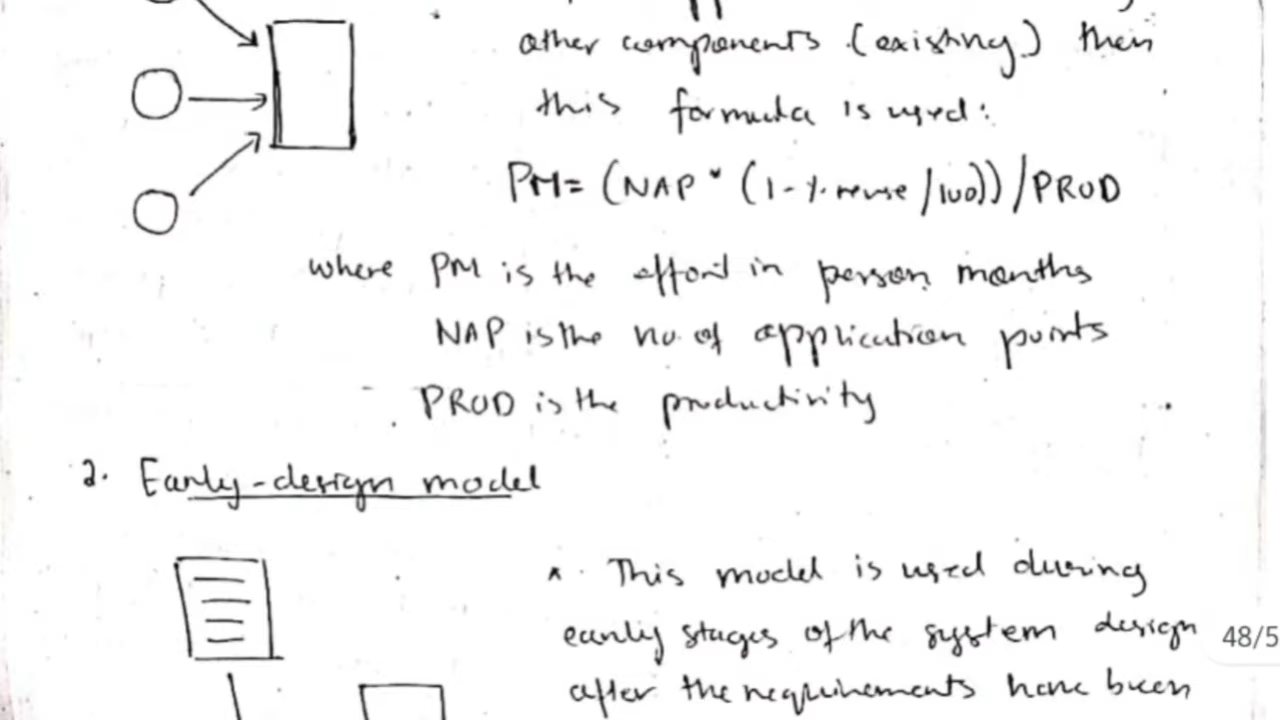 other components (existing) then
this formula is used:
PM = (NAP * (1 - % reuse / 100)) / PROD
where PM is the effort in person months
NAP is the no. of application points
PROD is the productivity
2. Early-design model
* This model is used during
early stages of the system design
after the requirements have been
48/5